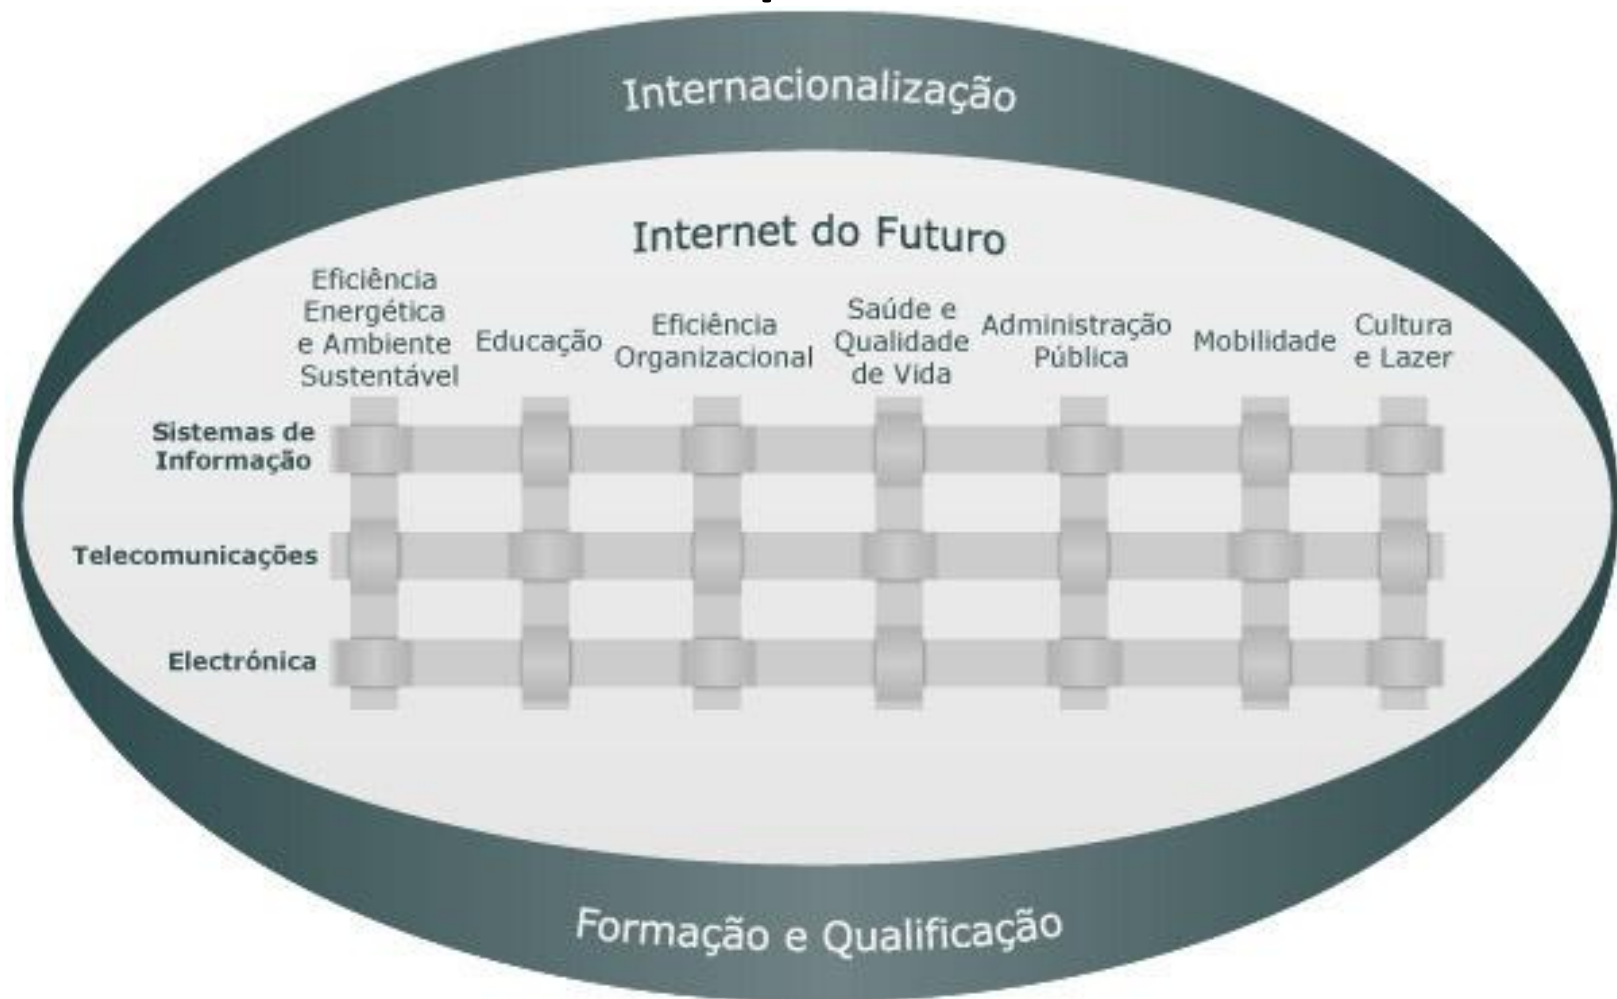 Internacionalização
Internet do Futuro
Eficiência
Energética
e Ambiente
Sustentável
Educação
Eficiência
Organizacional
Saúde e
Qualidade
de Vida
Administração
Pública
Mobilidade
Cultura
e Lazer
Sistemas de
Informação
Telecomunicações
Electrónica
Formação e Qualificação